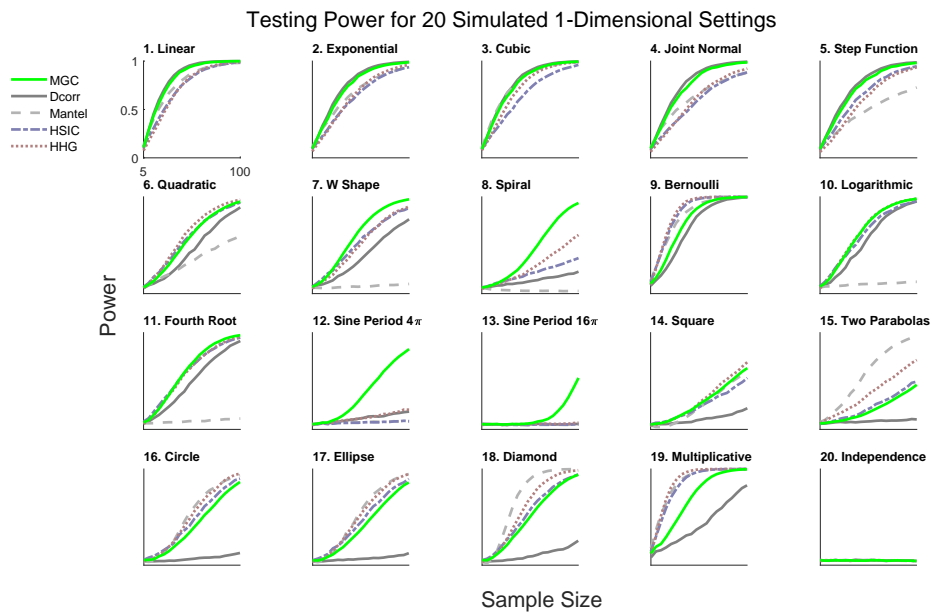 Testing Power for 20 Simulated 1-Dimensional Settings
MGC
Dcorr
Mantel
HSIC
HHG
1. Linear
2. Exponential
3. Cubic
4. Joint Normal
5. Step Function
1
0.5
0
5
100
6. Quadratic
7. W Shape
8. Spiral
9. Bernoulli
10. Logarithmic
Power
11. Fourth Root
12. Sine Period 4π
13. Sine Period 16π
14. Square
15. Two Parabolas
16. Circle
17. Ellipse
18. Diamond
19. Multiplicative
20. Independence
Sample Size